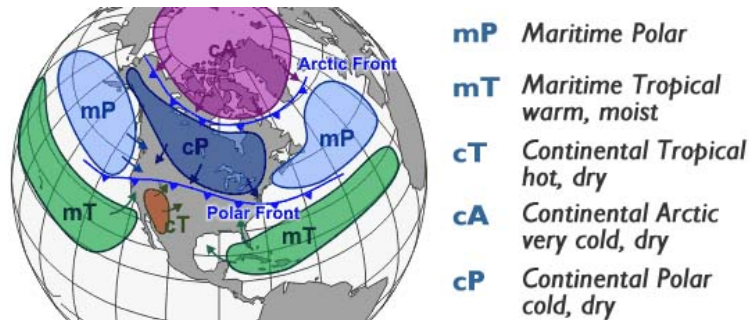 cA
Arctic Front
mP
cP
mP
mT
cT
Polar Front
mT
mP Maritime Polar
mT Maritime Tropical
warm, moist
cT Continental Tropical
hot, dry
cA Continental Arctic
very cold, dry
cP Continental Polar
cold, dry